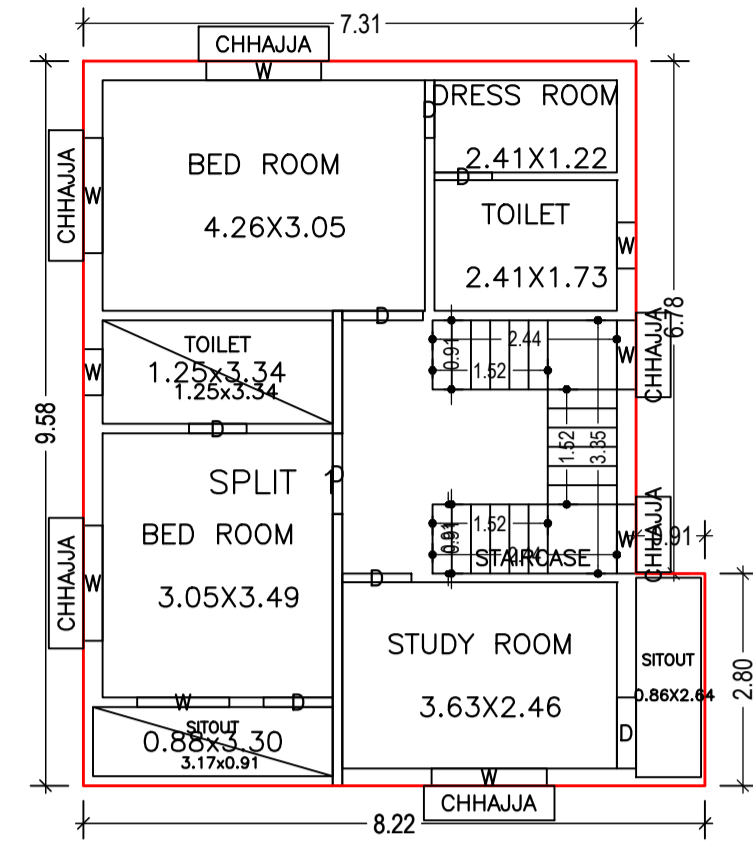 7.31
CHHAJJA
W
DRESS ROOM
D
2.41X1.22
D
BED ROOM
4.26X3.05
CHHAJJA
W
TOILET
2.41X1.73
W
D
6.78
CHHAJJA
TOILET
1.25x3.34
1.25x3.34
W
D
2.44
0.91
1.52
W
9.58
1.52
3.35
SPLIT 1
D
BED ROOM
3.05X3.49
CHHAJJA
W
1.52
0.91
STAIRCASE
W
CHHAJJA
0.91
D
STUDY ROOM
3.63X2.46
SITOUT
0.86X2.64
2.80
W
D
SITOUT
0.88x3.30
3.17x0.91
D
W
CHHAJJA
8.22